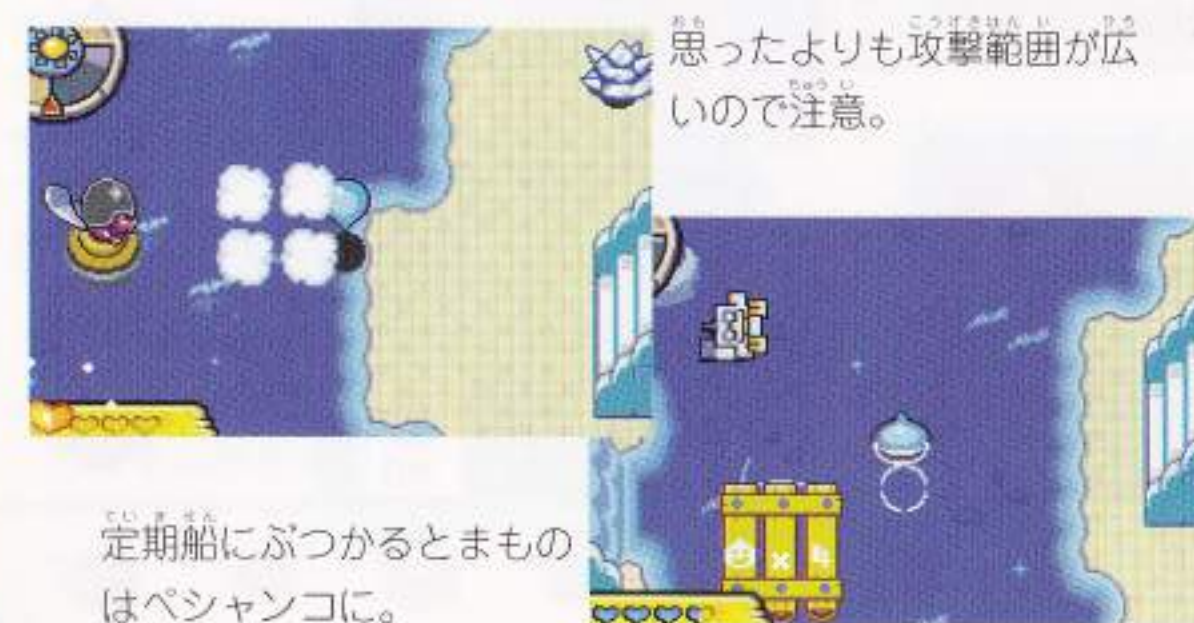 思ったよりも攻撃範囲が広
いので注意。
定期船にぶつかるとまもの
はペシャンコに。
×4